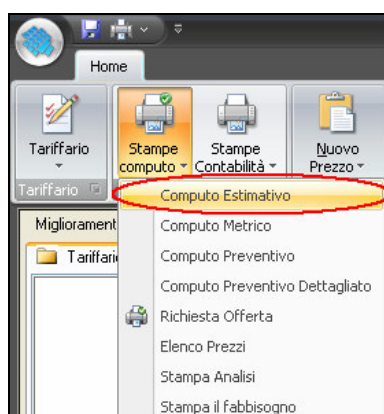 Home
Tariffario
Stampe computo
Stampe Contabilità
Nuovo Prezzo
Tariffario
Computo Estimativo
Migliorament
Computo Metrico
Tariffari
Computo Preventivo
Computo Preventivo Dettagliato
Richiesta Offerta
Elenco Prezzi
Stampa Analisi
Stampa il fabbisogno